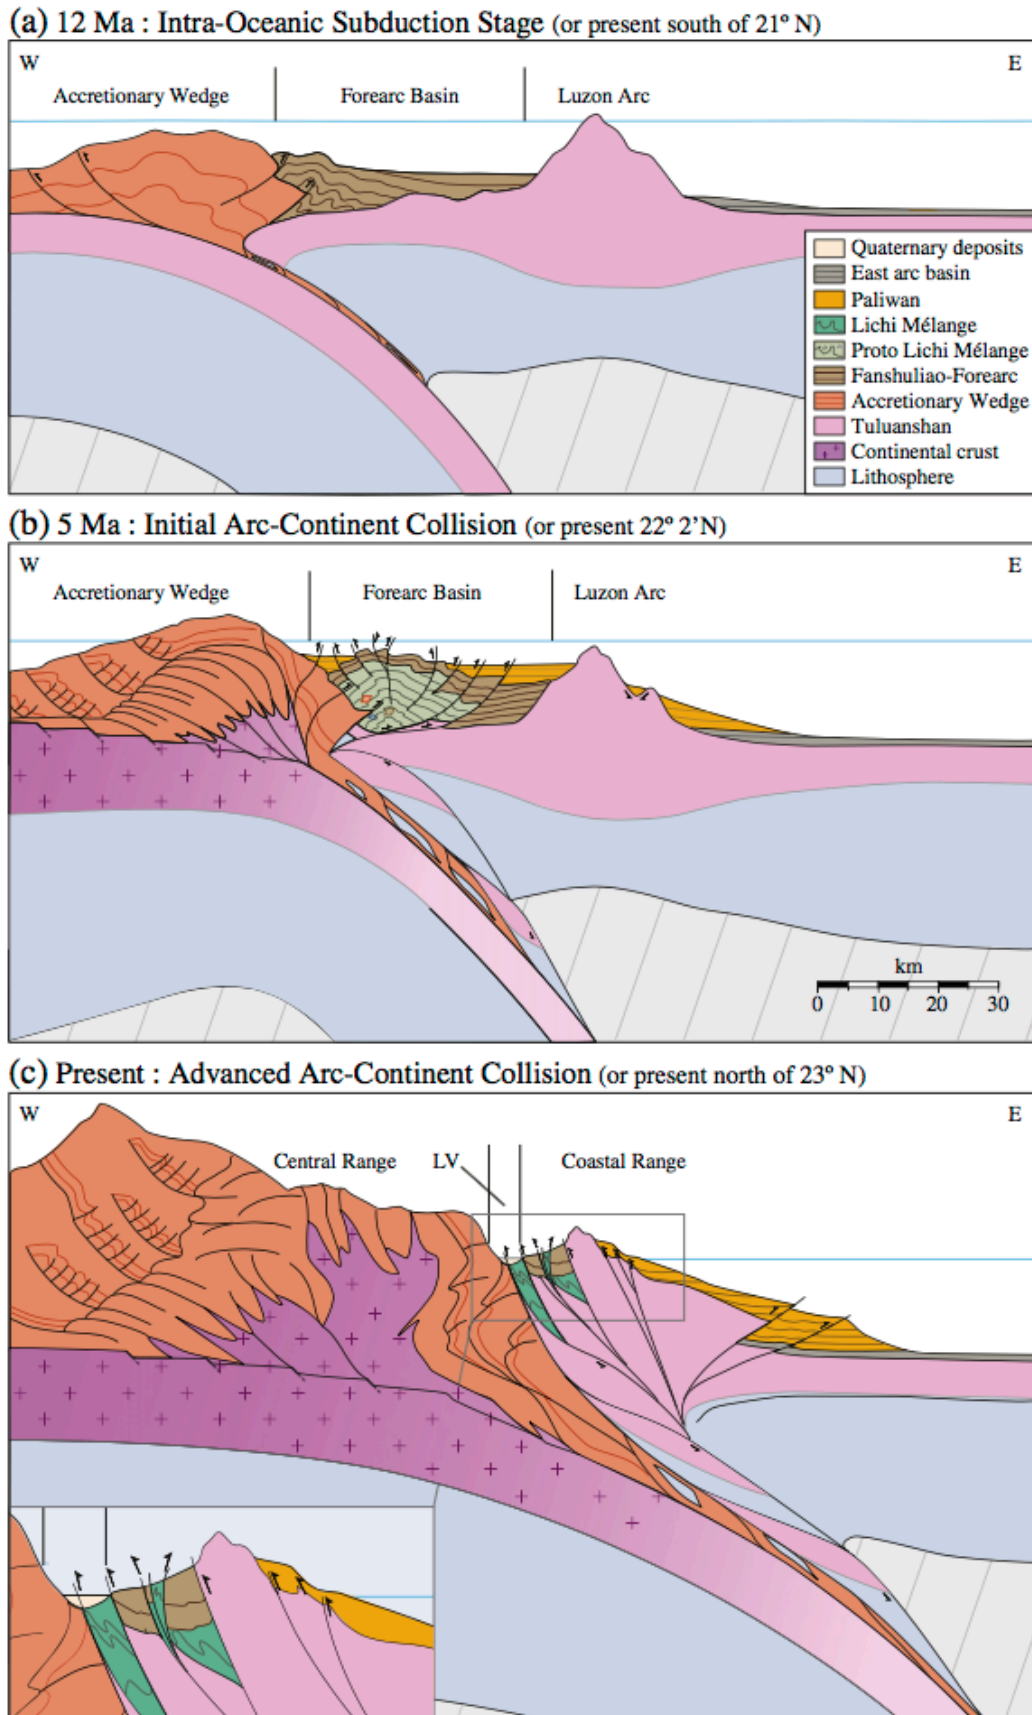 (a) 12 Ma : Intra-Oceanic Subduction Stage (or present south of 21º N)
W
E
Accretionary Wedge
Forearc Basin
Luzon Arc
Quaternary deposits
East arc basin
Paliwan
Lichi Mélange
Proto Lichi Mélange
Fanshuliao-Forearc
Accretionary Wedge
Tuluanshan
Continental crust
Lithosphere
(b) 5 Ma : Initial Arc-Continent Collision (or present 22º 2’N)
W
E
Accretionary Wedge
Forearc Basin
Luzon Arc
km
0 10 20 30
(c) Present : Advanced Arc-Continent Collision (or present north of 23º N)
W
E
Central Range
LV
Coastal Range